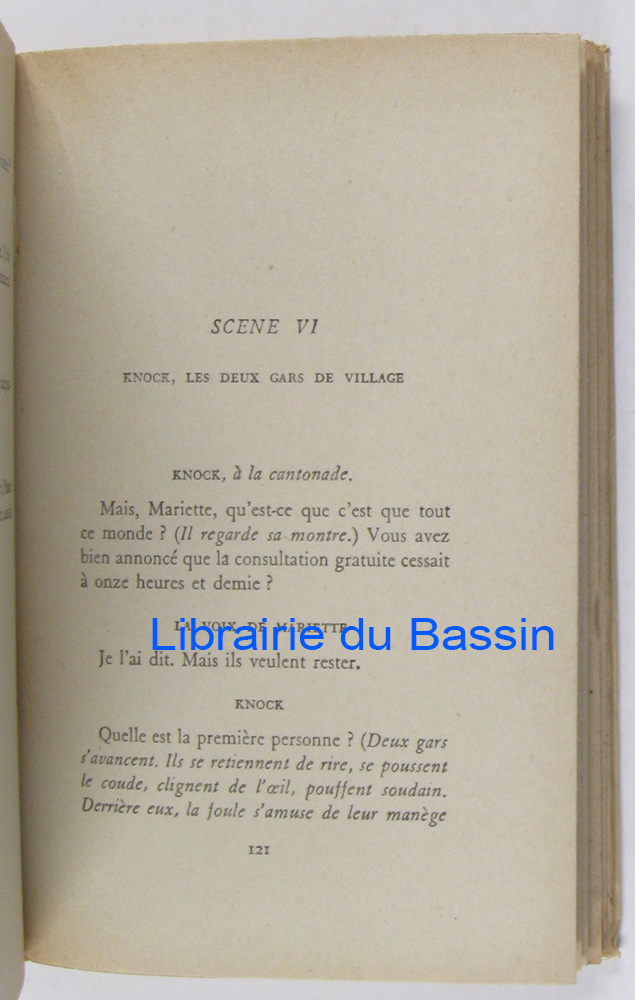 SCENE VI
KNOCK, LES DEUX GARS DE VILLAGE
KNOCK, à la cantonade.
Mais, Mariette, qu'est-ce que c'est que tout
ce monde ? (Il regarde sa montre.) Vous avez
bien annoncé que la consultation gratuite cessait
à onze heures et demie ?
LA VOIX DE MARIETTE
Librairie du Bassin
Je l'ai dit. Mais ils veulent rester.
KNOCK
Quelle est la première personne ? (Deux gars
s'avancent. Ils se retiennent de rire, se poussent
le coude, clignent de l'œil, pouffent soudain.
Derrière eux, la foule s'amuse de leur manège
121